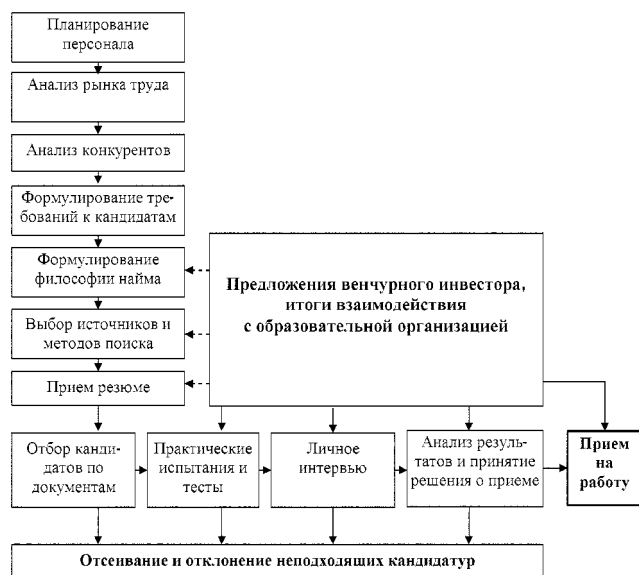 Планирование
персонала
Анализ рынка труда
Анализ конкурентов
Формулирование тре-
бований к кандидатам
Формулирование
философии найма
Предложения венчурного инвестора,
итоги взаимодействия
с образовательной организацией
Выбор источников и
методов поиска
Прием резюме
Отбор канди-
датов по
документам
Практические
испытания и
тесты
Личное
интервью
Анализ резуль-
татов и принятие
решения о приеме
Прием
на
работу
Отсеивание и отклонение неподходящих кандидатур